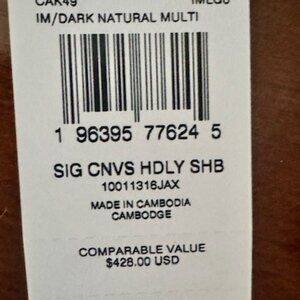 CAK49 IMLQ8
IM/DARK NATURAL MULTI
1 96395 77624 5
SIG CNVS HDLY SHB
10011316JAX
MADE IN CAMBODIA
CAMBODGE
COMPARABLE VALUE
$428.00 USD